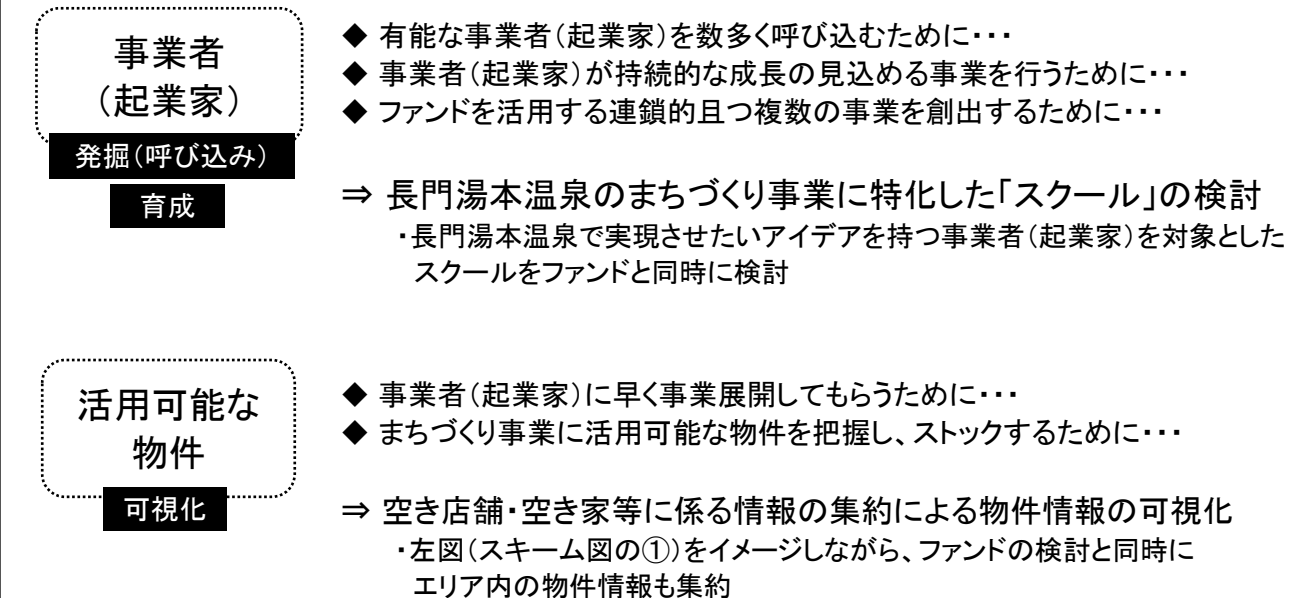 事業者
（起業家）
発掘（呼び込み）
育成
◆ 有能な事業者（起業家）を数多く呼び込むために・・・
◆ 事業者（起業家）が持続的な成長の見込める事業を行うために・・・
◆ ファンドを活用する連鎖的且つ複数の事業を創出するために・・・
⇒ 長門湯本温泉のまちづくり事業に特化した「スクール」の検討
・長門湯本温泉で実現させたいアイデアを持つ事業者（起業家）を対象とした
スクールをファンドと同時に検討
活用可能な
物件
可視化
◆ 事業者（起業家）に早く事業展開してもらうために・・・
◆ まちづくり事業に活用可能な物件を把握し、ストックするために・・・
⇒ 空き店舗・空き家等に係る情報の集約による物件情報の可視化
・左図（スキーム図の①）をイメージしながら、ファンドの検討と同時に
エリア内の物件情報も集約